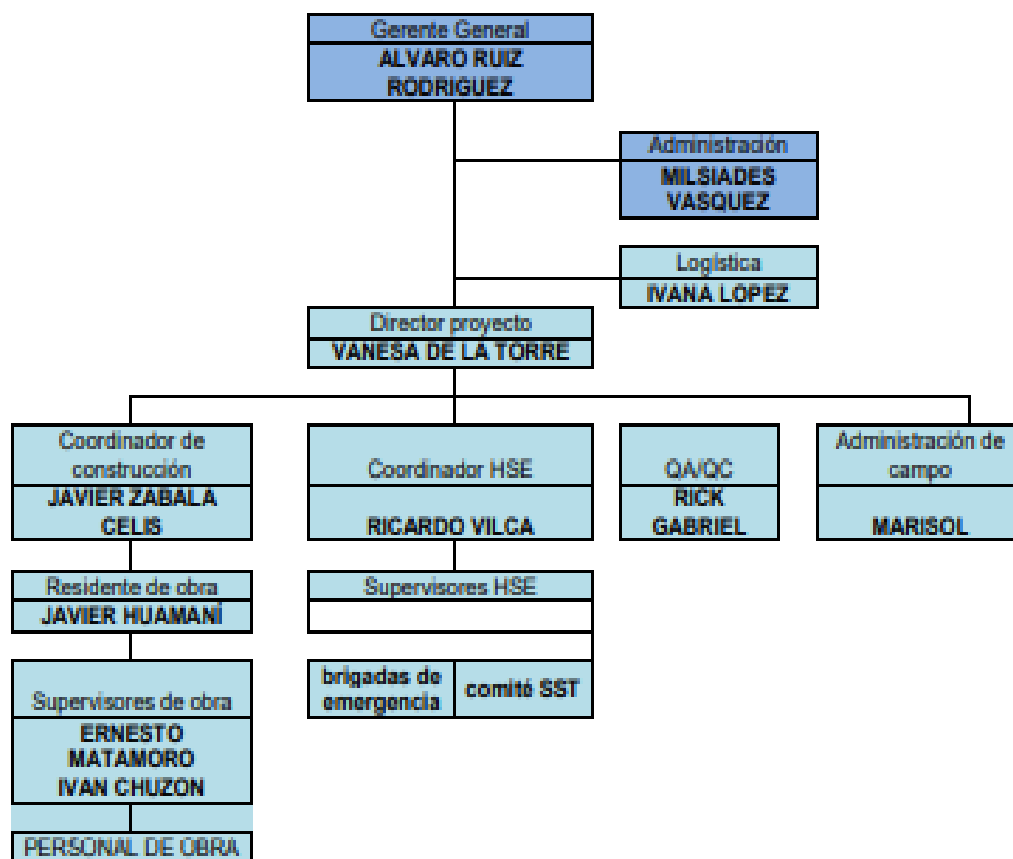 Gerente General
ALVARO RUIZ
RODRIGUEZ
Administración
MILSIADES
VASQUEZ
Logística
IVANA LOPEZ
Director proyecto
VANESA DE LA TORRE
Coordinador de
construcción
JAVIER ZABALA
CELIS
Coordinador HSE
RICARDO VILCA
QA/QC
RICK
GABRIEL
Administración de
campo
MARISOL
Residente de obra
JAVIER HUAMANÍ
Supervisores HSE
brigadas de
emergencia
comité SST
Supervisores de obra
ERNESTO
MATAMORO
IVAN CHUZON
PERSONAL DE OBRA